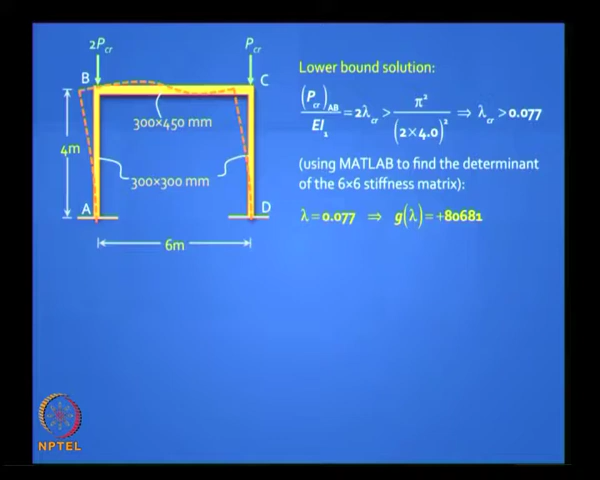 2Pcr
Pcr
B
C
300×450 mm
4m
300×300 mm
A
D
6m
Lower bound solution:
(Pcr)AB / EI₁ = 2λcr > π² / (2×4.0)² ⇒ λcr > 0.077
(using MATLAB to find the determinant
of the 6×6 stiffness matrix):
λ = 0.077 ⇒ g(λ) = +80681
NPTEL